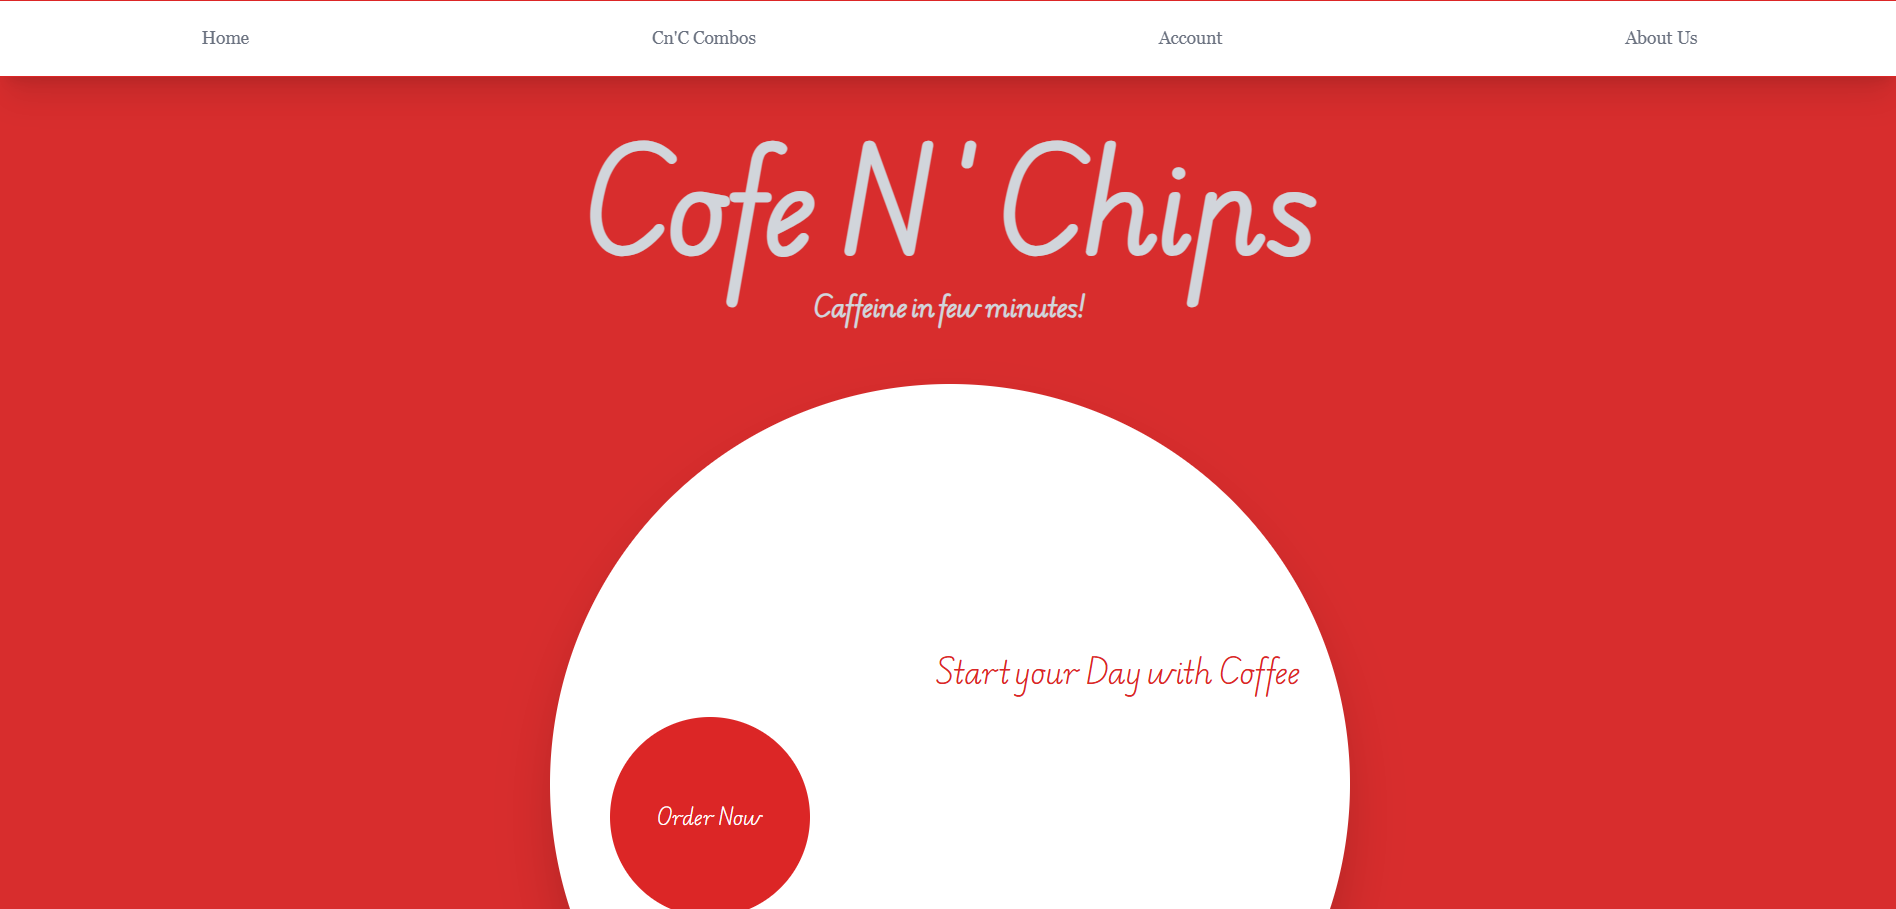 Home Cn'C Combos Account About Us
Cofe N' Chips
Caffeine in few minutes!
Start your Day with Coffee
Order Now